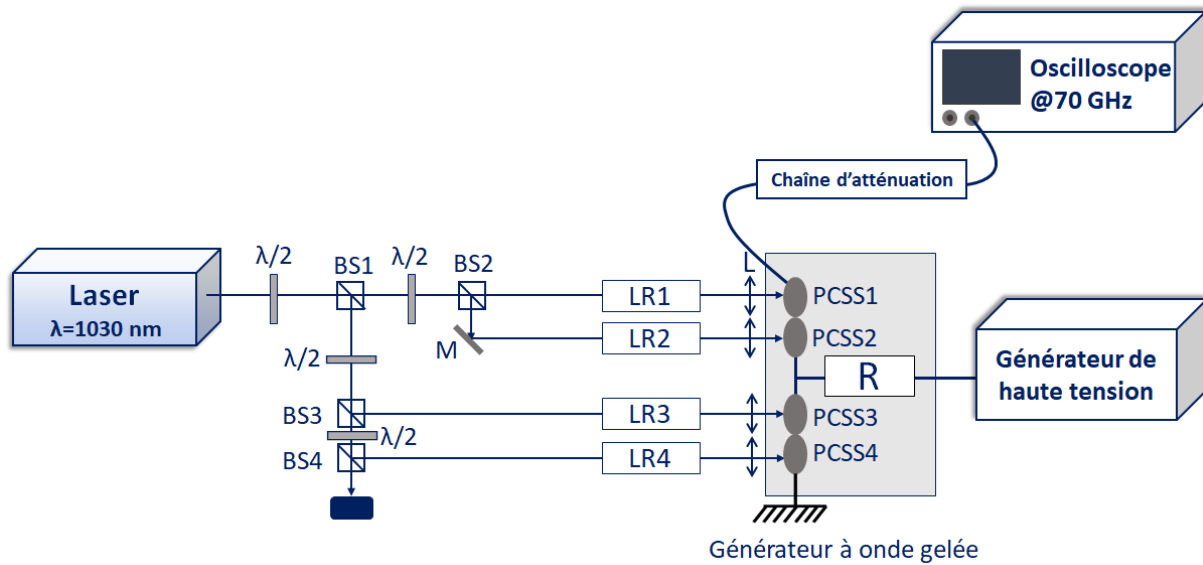 Oscilloscope
@70 GHz
Chaîne d'atténuation
λ/2
BS1
λ/2
BS2
L
Laser
λ=1030 nm
LR1
PCSS1
M
LR2
PCSS2
λ/2
R
Générateur de
haute tension
BS3
LR3
PCSS3
λ/2
BS4
LR4
PCSS4
Générateur à onde gelée